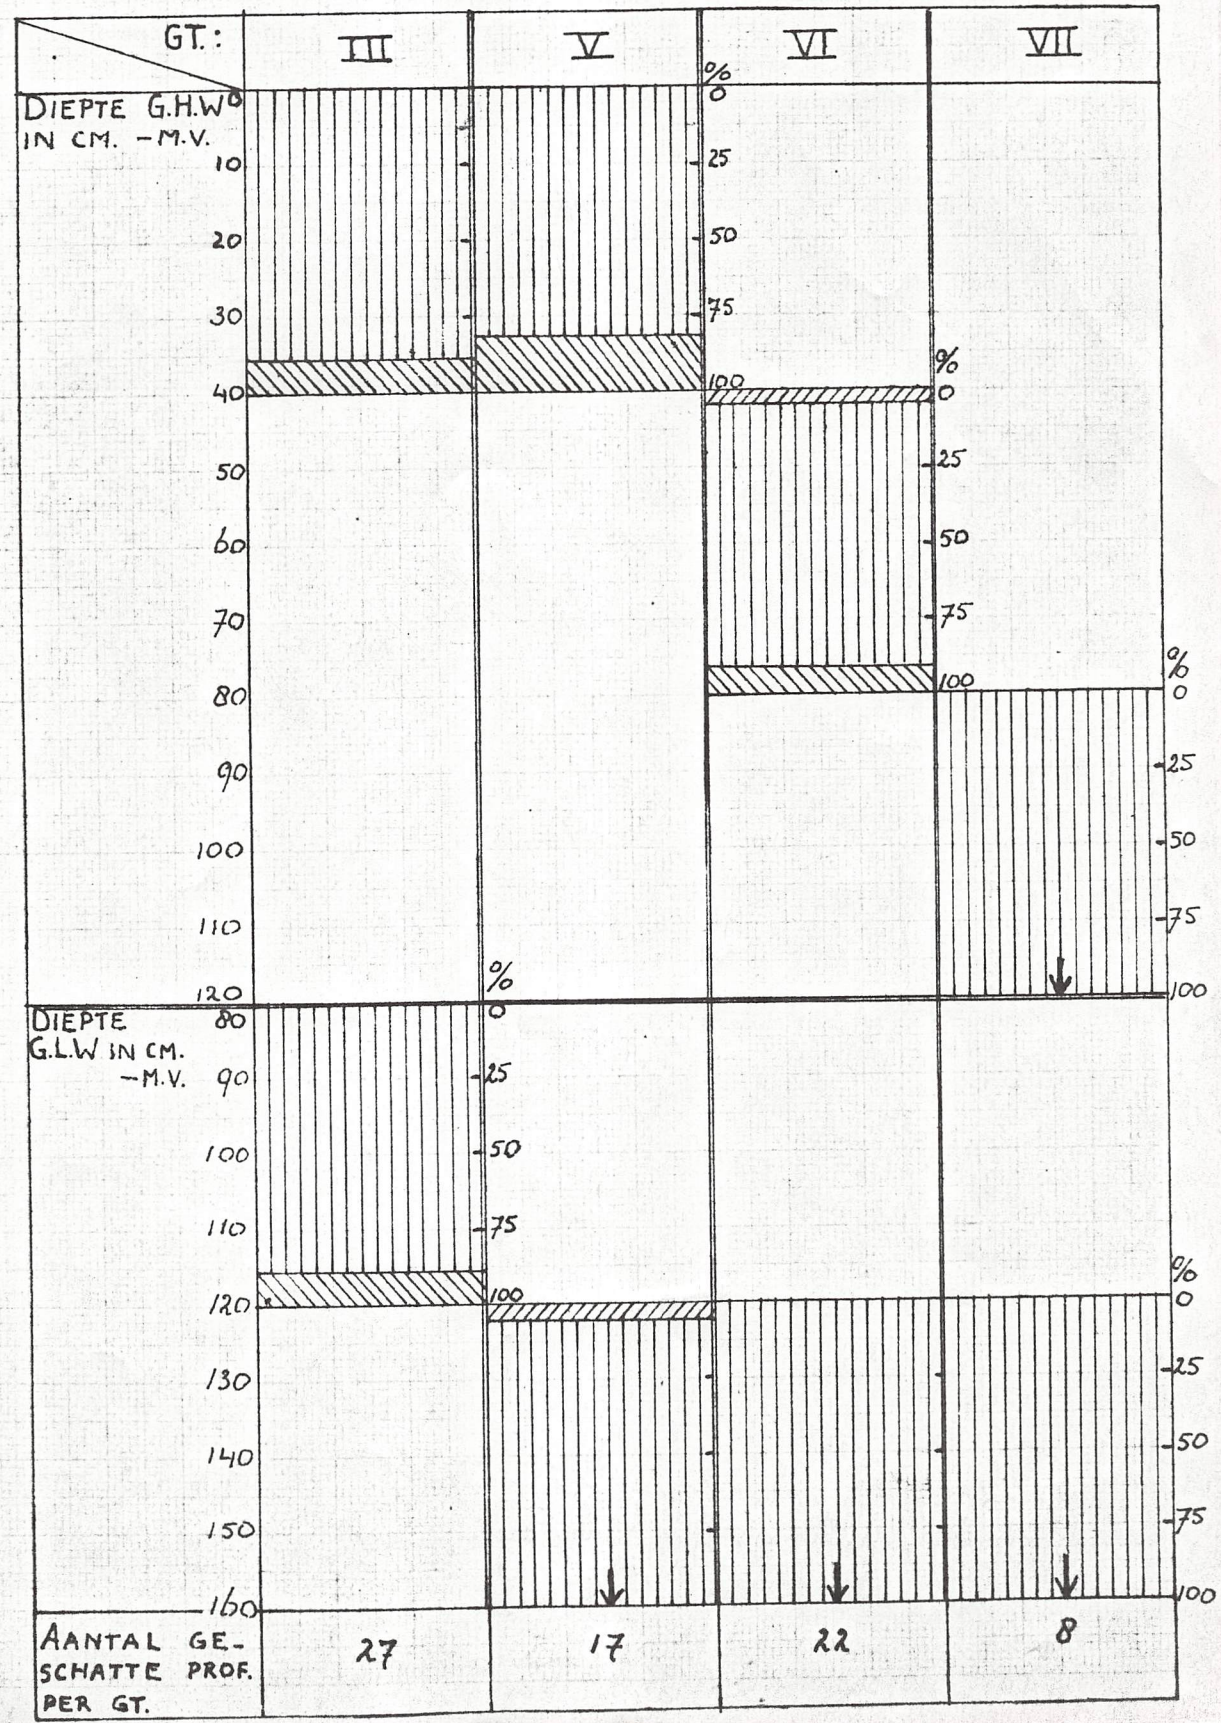 GT.: III V VI VII
%
DIEPTE G.H.W 0 0
IN CM. -M.V.
10 25
20 50
30 75
%
40 100 0
50 25
60 50
70 75
%
80 100 0
90 25
100 50
110 75
%
120 100
DIEPTE 80 0
G.L.W IN CM.
-M.V. 90 25
100 50
110 75
%
120 100 0
130 25
140 50
150 75
160 100
AANTAL GE- 27 17 22 8
SCHATTE PROF.
PER GT.